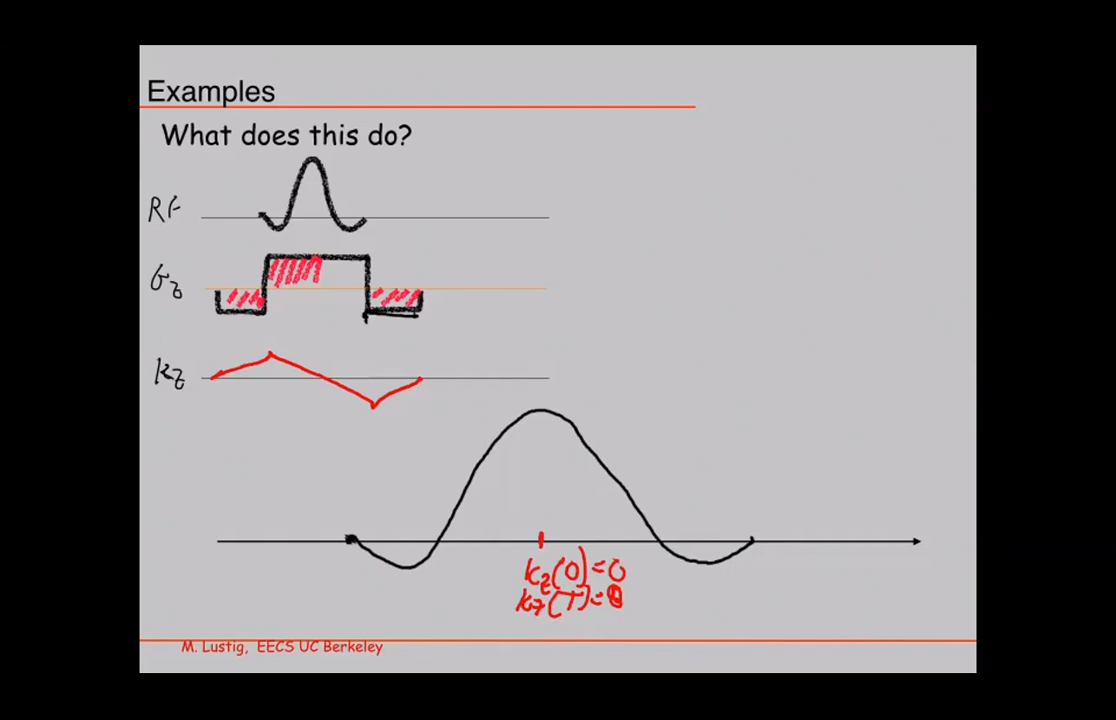 Examples
What does this do?
RF
Gz
kz
kz(0)=0
kz(T)=0
M. Lustig, EECS UC Berkeley